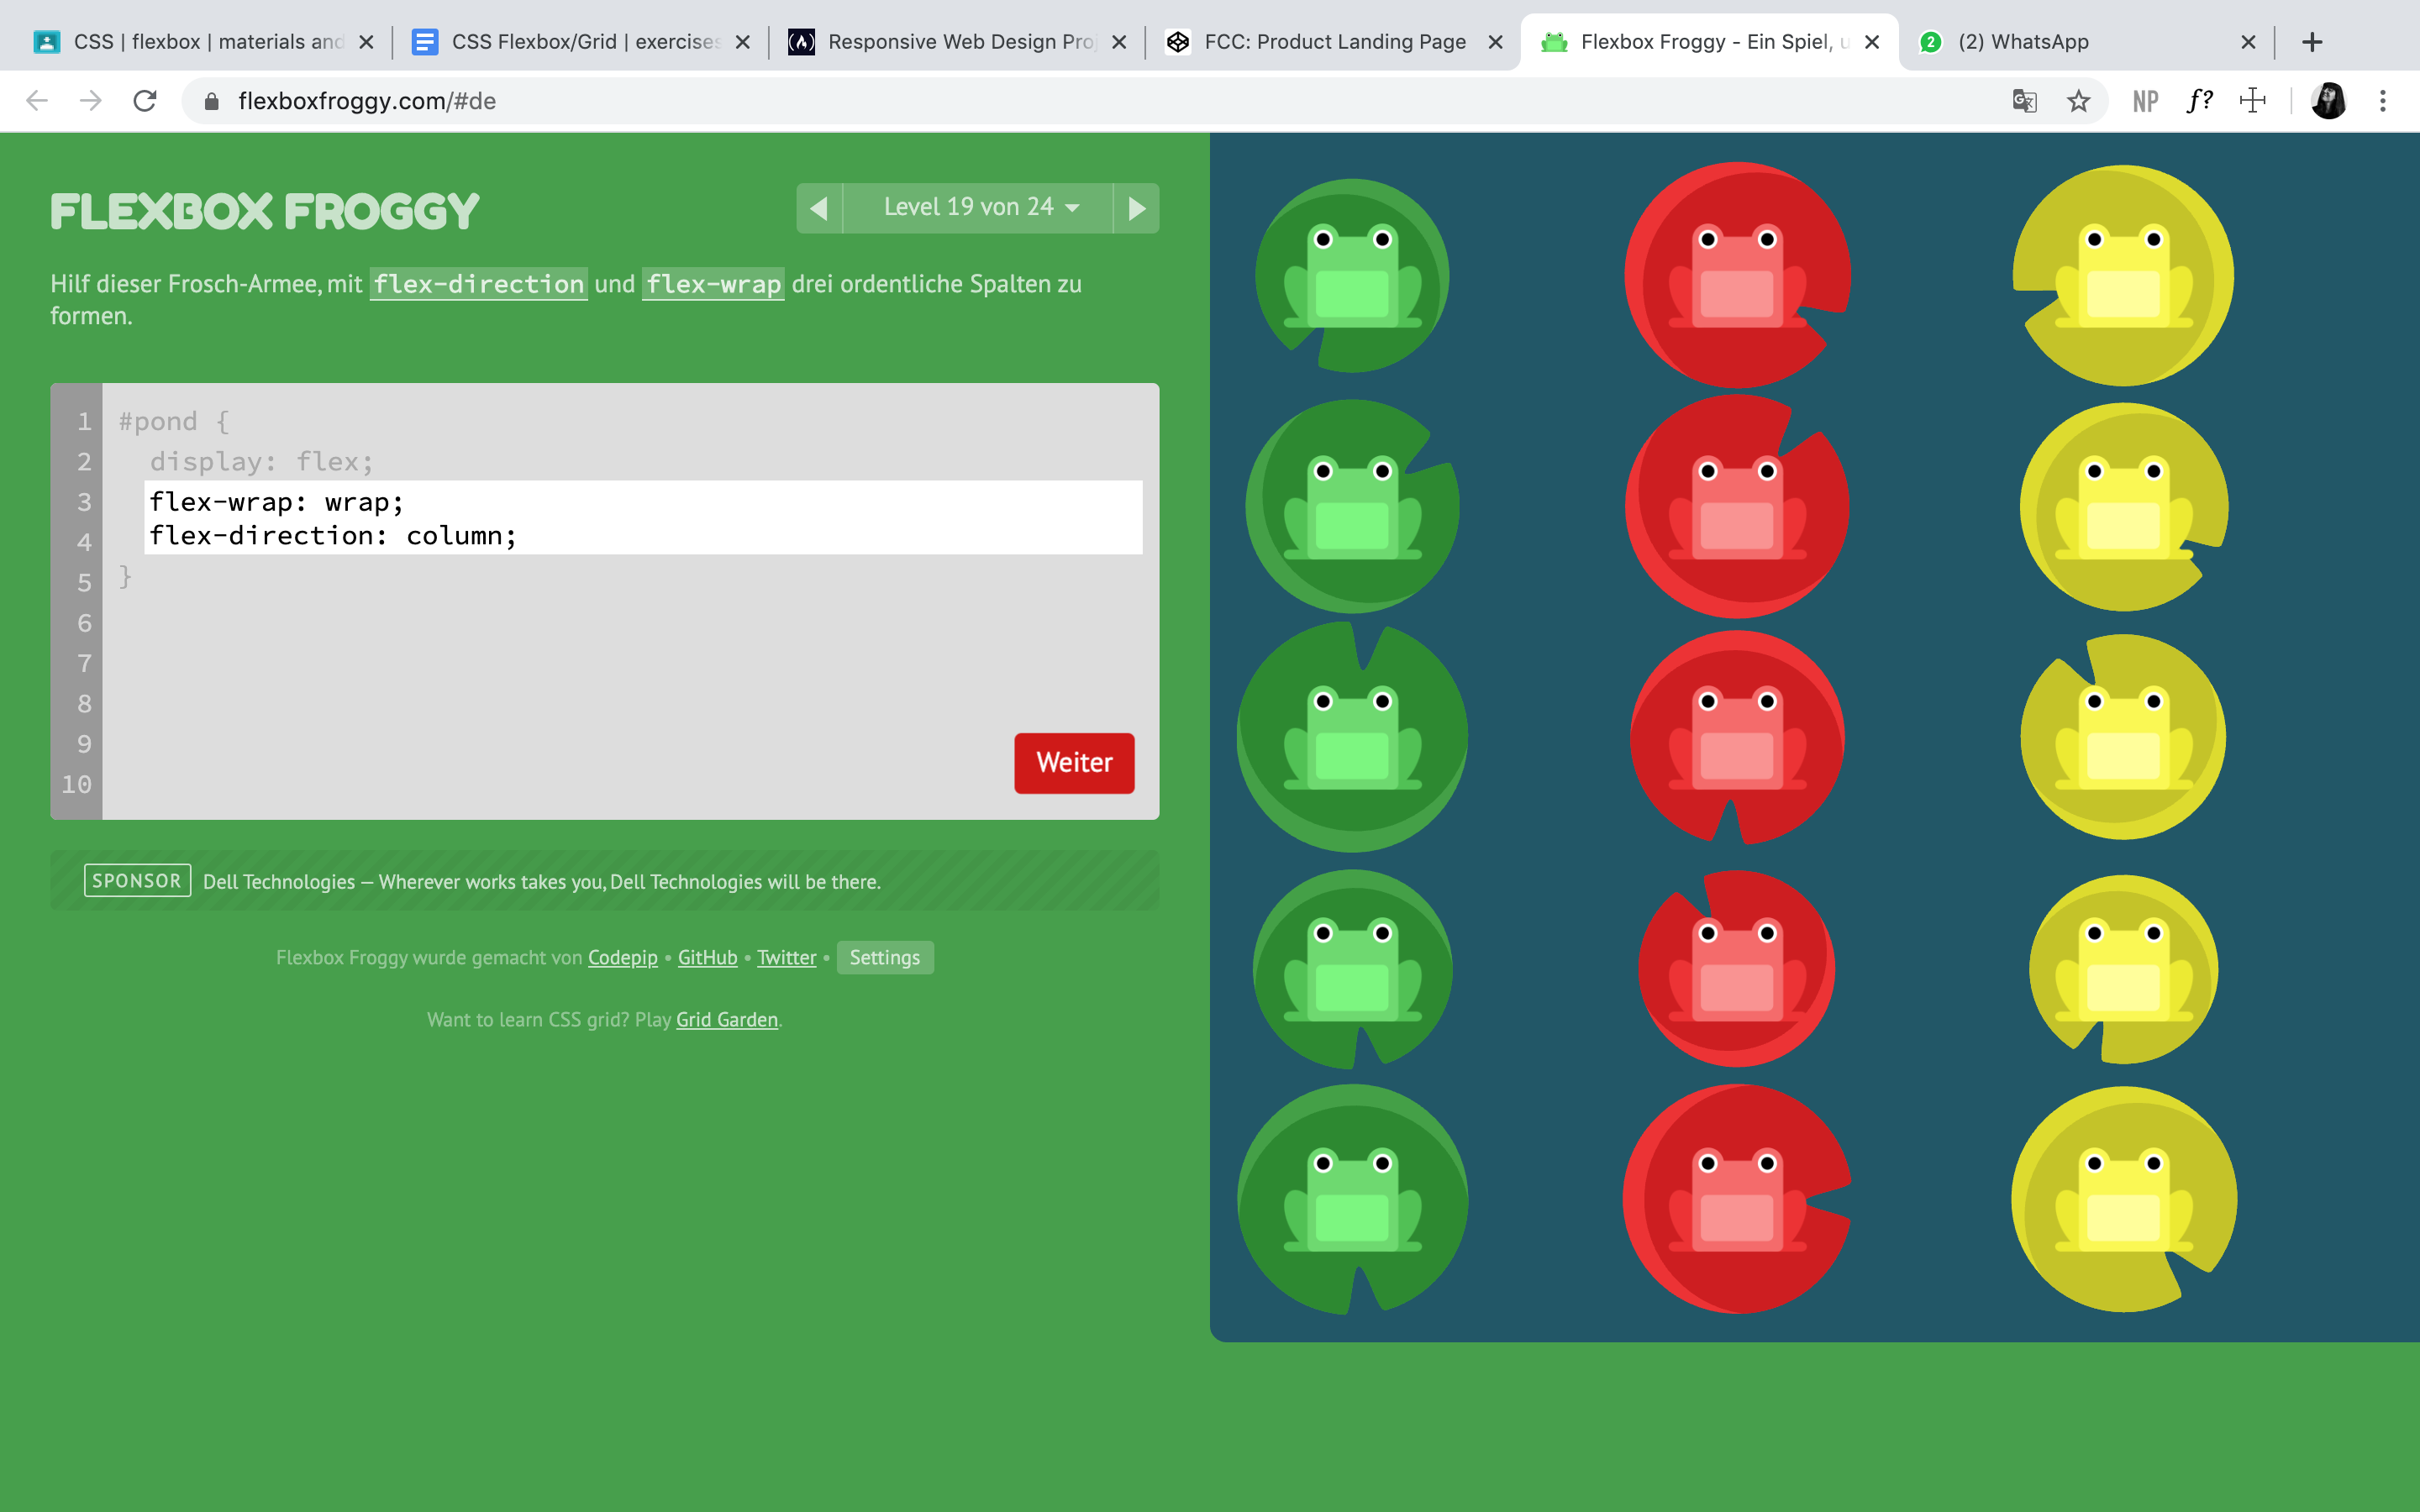 CSS | flexbox | materials and
CSS Flexbox/Grid | exercises
Responsive Web Design Proj
FCC: Product Landing Page
Flexbox Froggy - Ein Spiel, u
2
(2) WhatsApp
flexboxfroggy.com/#de
NP
f?
FLEXBOX FROGGY
Level 19 von 24
Hilf dieser Frosch-Armee, mit flex-direction und flex-wrap drei ordentliche Spalten zu
formen.
1 #pond {
2 display: flex;
3 flex-wrap: wrap;
4 flex-direction: column;
5 }
6
7
8
9
10
Weiter
SPONSOR Dell Technologies — Wherever works takes you, Dell Technologies will be there.
Flexbox Froggy wurde gemacht von Codepip • GitHub • Twitter • Settings
Want to learn CSS grid? Play Grid Garden.